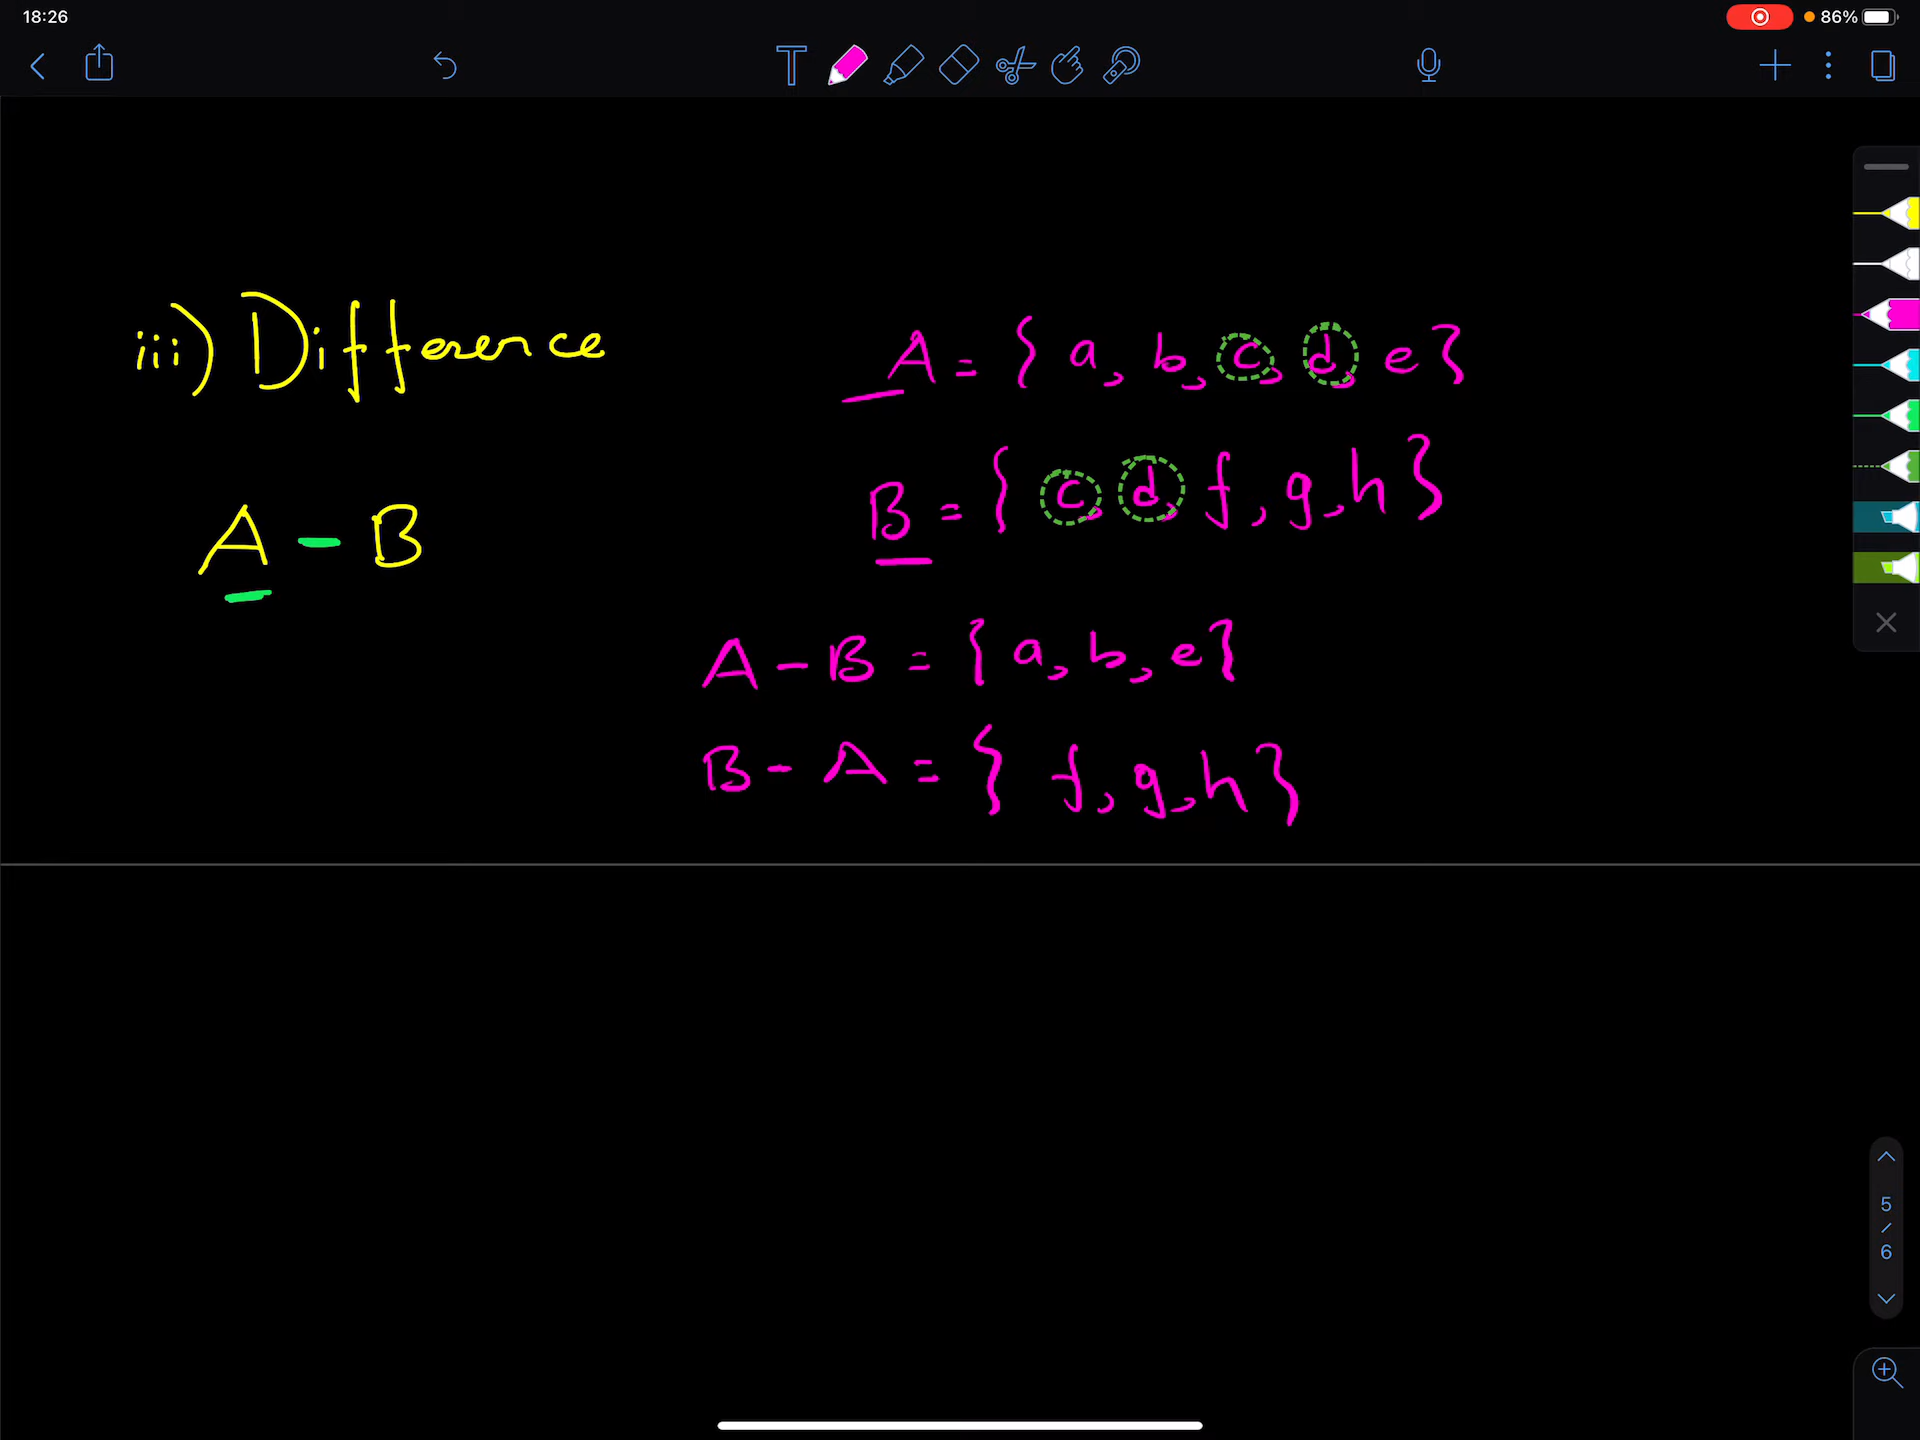 18:26
86%
iii) Difference
A = { a, b, c, d, e }
B = { c, d, f, g, h }
A - B
A - B = { a, b, e }
B - A = { f, g, h }
5
/
6